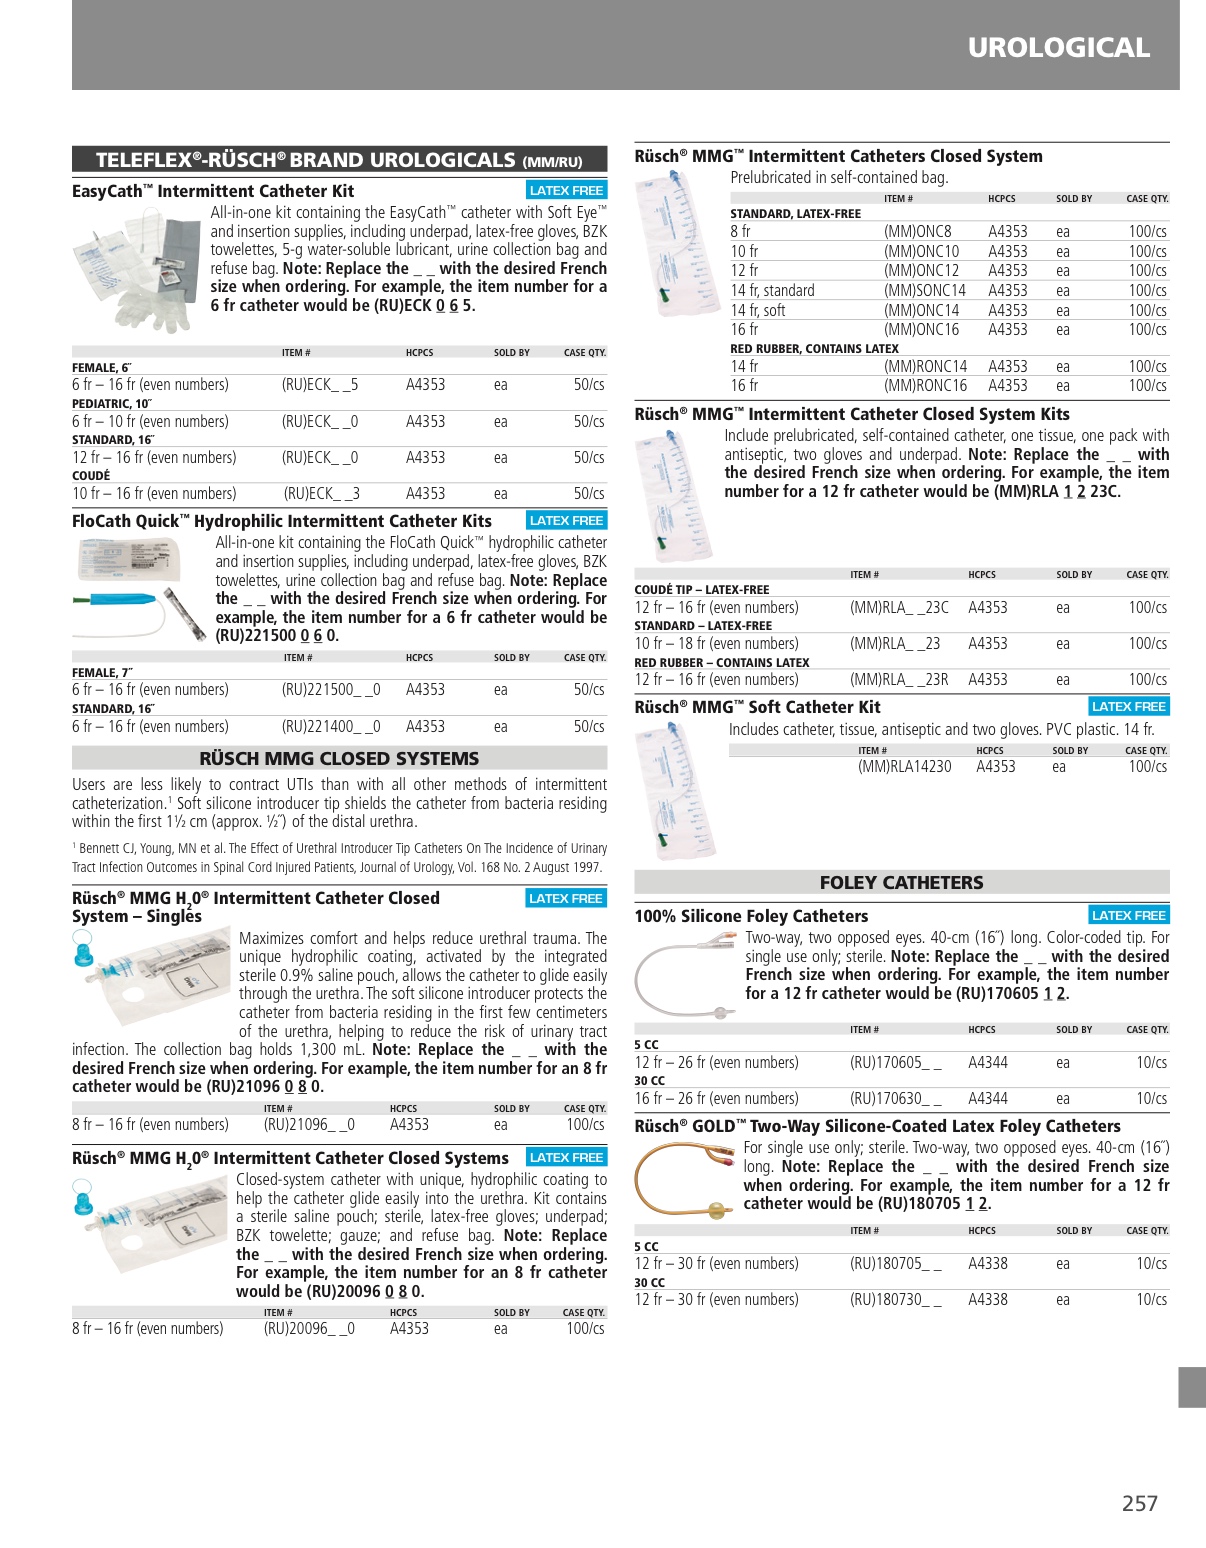 UROLOGICAL
TELEFLEX®-RÜSCH® BRAND UROLOGICALS (MM/RU)
EasyCath™ Intermittent Catheter Kit LATEX FREE
All-in-one kit containing the EasyCath™ catheter with Soft Eye™
and insertion supplies, including underpad, latex-free gloves, BZK
towelettes, 5-g water-soluble lubricant, urine collection bag and
refuse bag. Note: Replace the _ _ with the desired French
size when ordering. For example, the item number for a
6 fr catheter would be (RU)ECK 0 6 5.
ITEM # HCPCS SOLD BY CASE QTY.
FEMALE, 6˝
6 fr – 16 fr (even numbers) (RU)ECK_ _5 A4353 ea 50/cs
PEDIATRIC, 10˝
6 fr – 10 fr (even numbers) (RU)ECK_ _0 A4353 ea 50/cs
STANDARD, 16˝
12 fr – 16 fr (even numbers) (RU)ECK_ _0 A4353 ea 50/cs
COUDÉ
10 fr – 16 fr (even numbers) (RU)ECK_ _3 A4353 ea 50/cs
FloCath Quick™ Hydrophilic Intermittent Catheter Kits LATEX FREE
All-in-one kit containing the FloCath Quick™ hydrophilic catheter
and insertion supplies, including underpad, latex-free gloves, BZK
towelettes, urine collection bag and refuse bag. Note: Replace
the _ _ with the desired French size when ordering. For
example, the item number for a 6 fr catheter would be
(RU)221500 0 6 0.
ITEM # HCPCS SOLD BY CASE QTY.
FEMALE, 7˝
6 fr – 16 fr (even numbers) (RU)221500_ _0 A4353 ea 50/cs
STANDARD, 16˝
6 fr – 16 fr (even numbers) (RU)221400_ _0 A4353 ea 50/cs
RÜSCH MMG CLOSED SYSTEMS
Users are less likely to contract UTIs than with all other methods of intermittent
catheterization.1 Soft silicone introducer tip shields the catheter from bacteria residing
within the first 1½ cm (approx. ½˝) of the distal urethra.
1 Bennett CJ, Young, MN et al. The Effect of Urethral Introducer Tip Catheters On The Incidence of Urinary
Tract Infection Outcomes in Spinal Cord Injured Patients, Journal of Urology, Vol. 168 No. 2 August 1997.
Rüsch® MMG H20® Intermittent Catheter Closed LATEX FREE
System – Singles
Maximizes comfort and helps reduce urethral trauma. The
unique hydrophilic coating, activated by the integrated
sterile 0.9% saline pouch, allows the catheter to glide easily
through the urethra. The soft silicone introducer protects the
catheter from bacteria residing in the first few centimeters
of the urethra, helping to reduce the risk of urinary tract
infection. The collection bag holds 1,300 mL. Note: Replace the _ _ with the
desired French size when ordering. For example, the item number for an 8 fr
catheter would be (RU)21096 0 8 0.
ITEM # HCPCS SOLD BY CASE QTY.
8 fr – 16 fr (even numbers) (RU)21096_ _0 A4353 ea 100/cs
Rüsch® MMG H20® Intermittent Catheter Closed Systems LATEX FREE
Closed-system catheter with unique, hydrophilic coating to
help the catheter glide easily into the urethra. Kit contains
a sterile saline pouch; sterile, latex-free gloves; underpad;
BZK towelette; gauze; and refuse bag. Note: Replace
the _ _ with the desired French size when ordering.
For example, the item number for an 8 fr catheter
would be (RU)20096 0 8 0.
ITEM # HCPCS SOLD BY CASE QTY.
8 fr – 16 fr (even numbers) (RU)20096_ _0 A4353 ea 100/cs
Rüsch® MMG™ Intermittent Catheters Closed System
Prelubricated in self-contained bag.
ITEM # HCPCS SOLD BY CASE QTY.
STANDARD, LATEX-FREE
8 fr (MM)ONC8 A4353 ea 100/cs
10 fr (MM)ONC10 A4353 ea 100/cs
12 fr (MM)ONC12 A4353 ea 100/cs
14 fr, standard (MM)SONC14 A4353 ea 100/cs
14 fr, soft (MM)ONC14 A4353 ea 100/cs
16 fr (MM)ONC16 A4353 ea 100/cs
RED RUBBER, CONTAINS LATEX
14 fr (MM)RONC14 A4353 ea 100/cs
16 fr (MM)RONC16 A4353 ea 100/cs
Rüsch® MMG™ Intermittent Catheter Closed System Kits
Include prelubricated, self-contained catheter, one tissue, one pack with
antiseptic, two gloves and underpad. Note: Replace the _ _ with
the desired French size when ordering. For example, the item
number for a 12 fr catheter would be (MM)RLA 1 2 23C.
ITEM # HCPCS SOLD BY CASE QTY.
COUDÉ TIP – LATEX-FREE
12 fr – 16 fr (even numbers) (MM)RLA_ _23C A4353 ea 100/cs
STANDARD – LATEX-FREE
10 fr – 18 fr (even numbers) (MM)RLA_ _23 A4353 ea 100/cs
RED RUBBER – CONTAINS LATEX
12 fr – 16 fr (even numbers) (MM)RLA_ _23R A4353 ea 100/cs
Rüsch® MMG™ Soft Catheter Kit LATEX FREE
Includes catheter, tissue, antiseptic and two gloves. PVC plastic. 14 fr.
ITEM # HCPCS SOLD BY CASE QTY.
(MM)RLA14230 A4353 ea 100/cs
FOLEY CATHETERS
100% Silicone Foley Catheters LATEX FREE
Two-way, two opposed eyes. 40-cm (16˝) long. Color-coded tip. For
single use only; sterile. Note: Replace the _ _ with the desired
French size when ordering. For example, the item number
for a 12 fr catheter would be (RU)170605 1 2.
ITEM # HCPCS SOLD BY CASE QTY.
5 CC
12 fr – 26 fr (even numbers) (RU)170605_ _ A4344 ea 10/cs
30 CC
16 fr – 26 fr (even numbers) (RU)170630_ _ A4344 ea 10/cs
Rüsch® GOLD™ Two-Way Silicone-Coated Latex Foley Catheters
For single use only; sterile. Two-way, two opposed eyes. 40-cm (16˝)
long. Note: Replace the _ _ with the desired French size
when ordering. For example, the item number for a 12 fr
catheter would be (RU)180705 1 2.
ITEM # HCPCS SOLD BY CASE QTY.
5 CC
12 fr – 30 fr (even numbers) (RU)180705_ _ A4338 ea 10/cs
30 CC
12 fr – 30 fr (even numbers) (RU)180730_ _ A4338 ea 10/cs
257